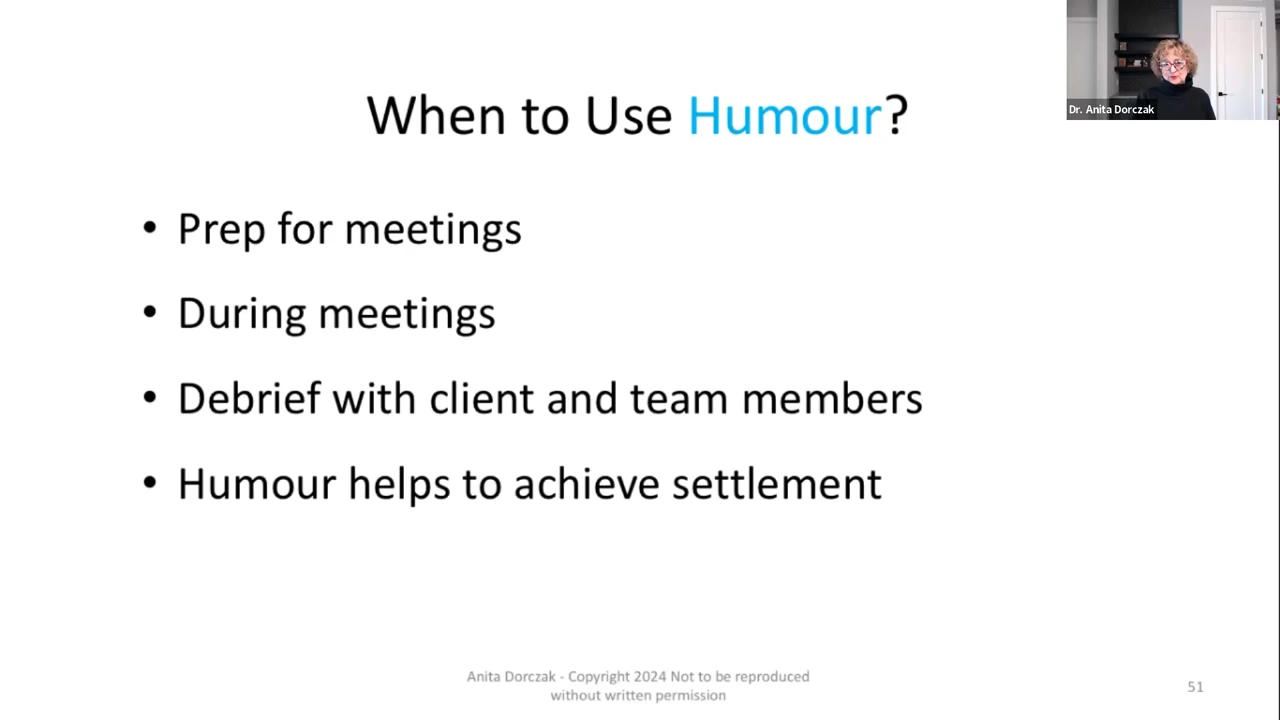 Dr. Anita Dorczak
When to Use Humour?
• Prep for meetings
• During meetings
• Debrief with client and team members
• Humour helps to achieve settlement
Anita Dorczak - Copyright 2024 Not to be reproduced
without written permission
51